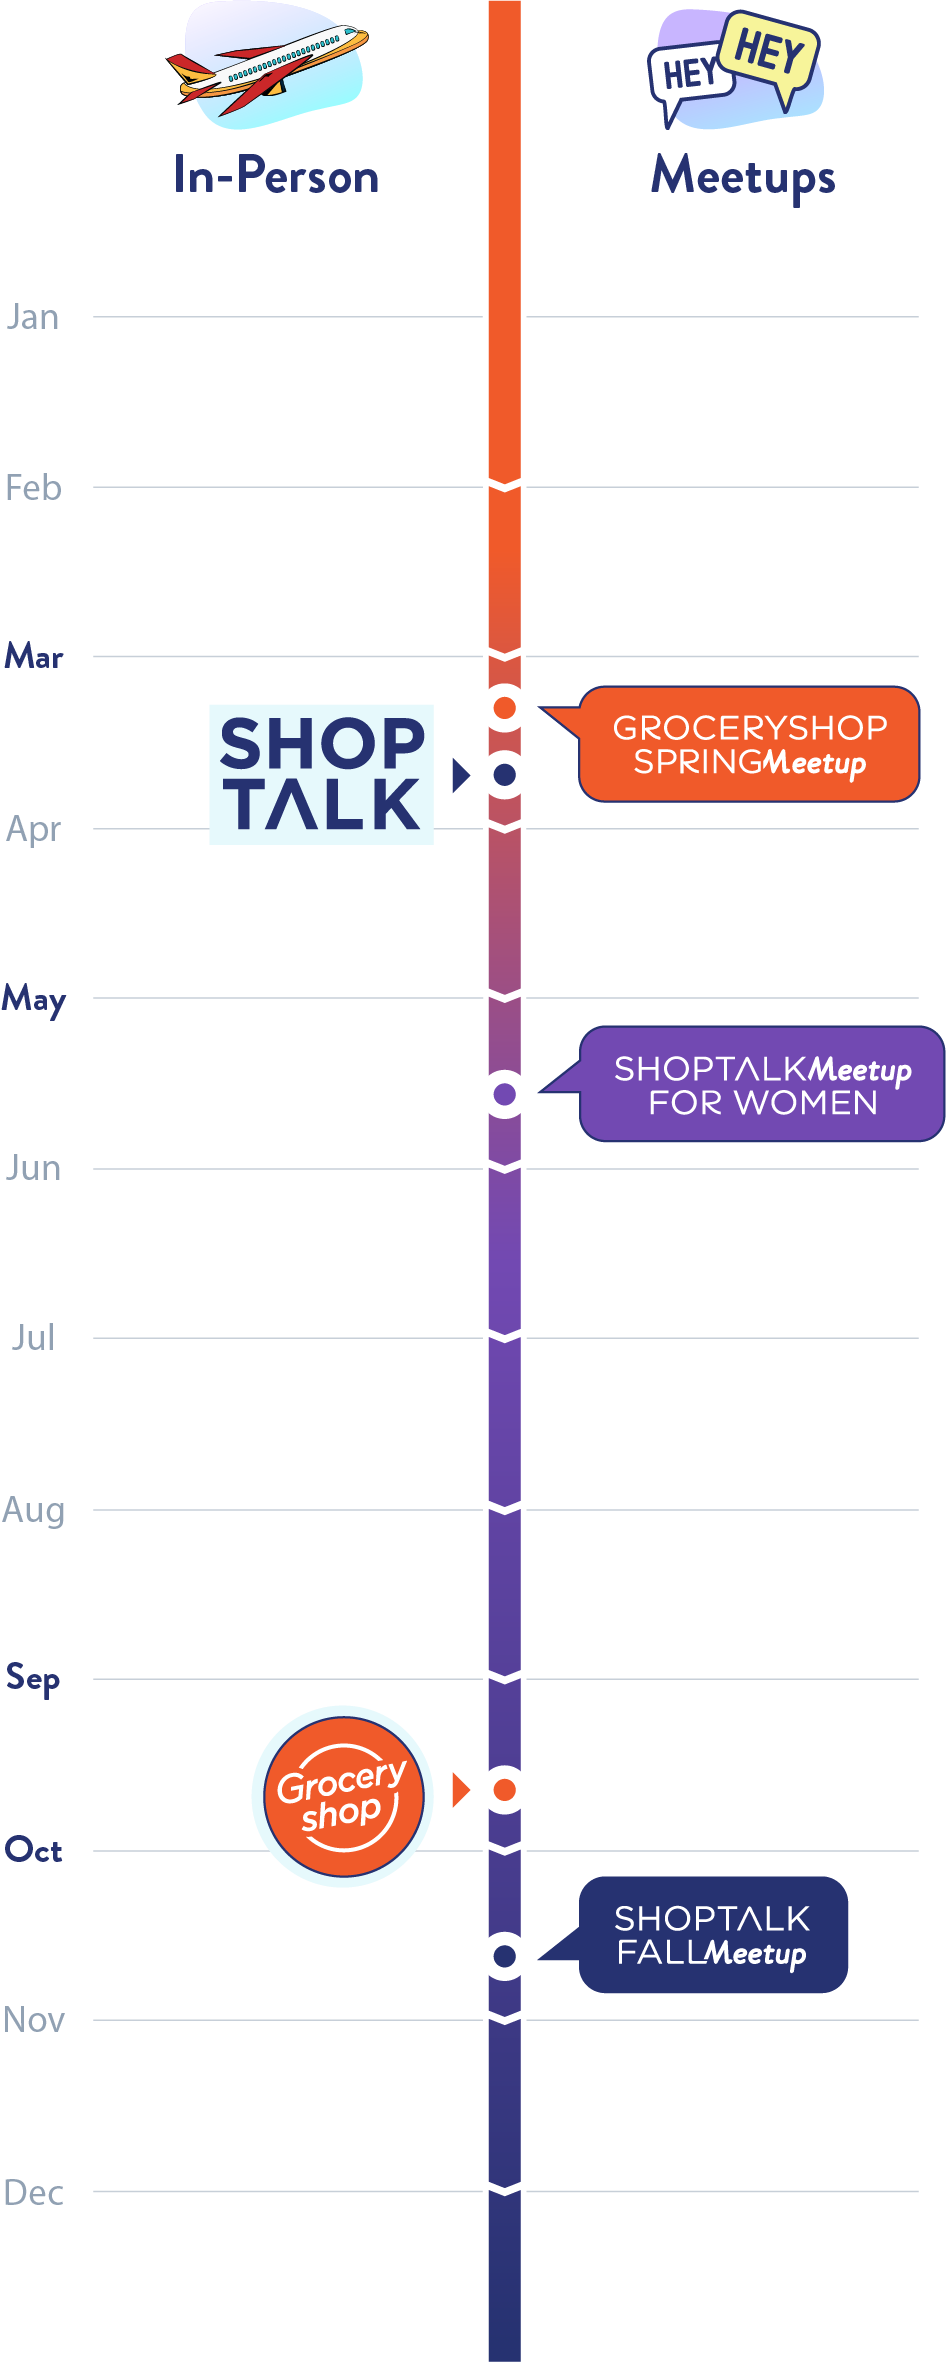 HEY
HEY
In-Person
Meetups
Jan
Feb
Mar
GROCERYSHOP
SPRINGMeetup
SHOP
TALK
Apr
May
SHOPTALKMeetup
FOR WOMEN
Jun
Jul
Aug
Sep
Grocery
shop
Oct
SHOPTALK
FALLMeetup
Nov
Dec